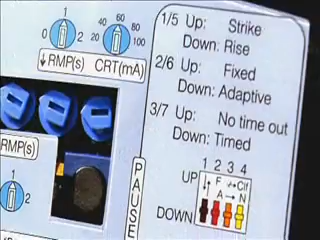 1
0 2
↓RMP(s)
40 60
20 80
0 100
CRT(mA)
1/5 Up: Strike
Down: Rise
2/6 Up: Fixed
Down: Adaptive
3/7 Up: No time out
Down: Timed
RMP(s)
1
2
PAUSE
1 2 3 4
UP
F Clf
A N
DOWN